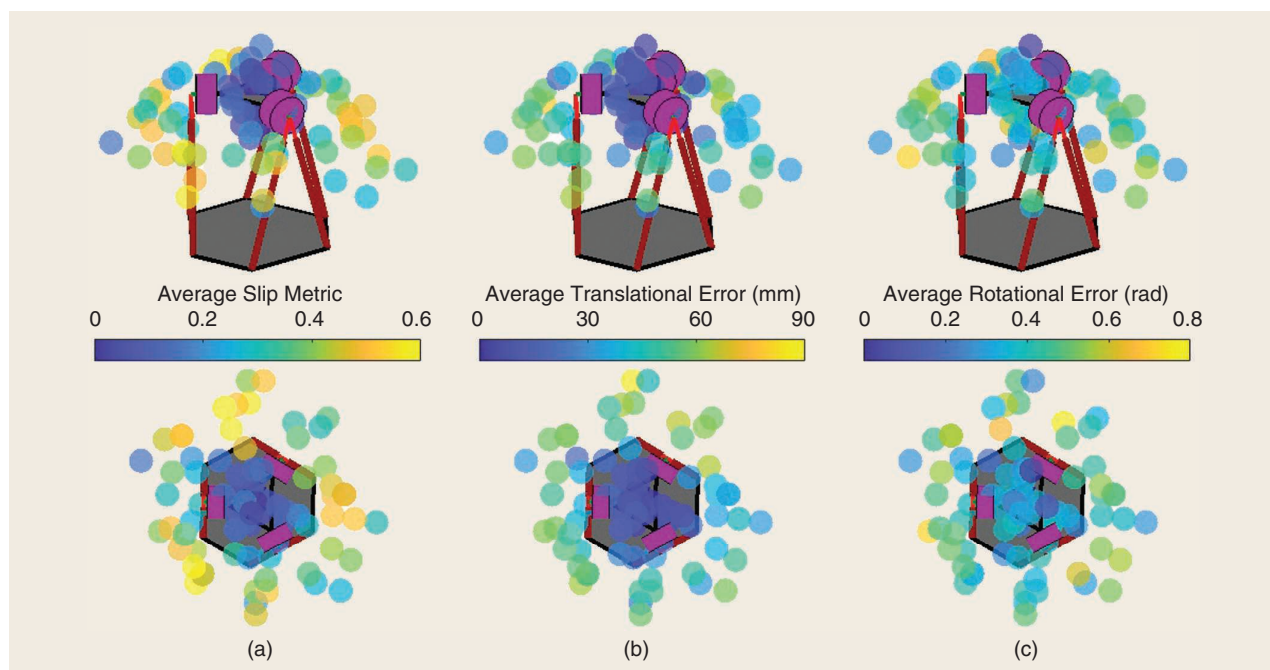 Average Slip Metric
0 0.2 0.4 0.6
Average Translational Error (mm)
0 30 60 90
Average Rotational Error (rad)
0 0.2 0.4 0.6 0.8
(a)
(b)
(c)